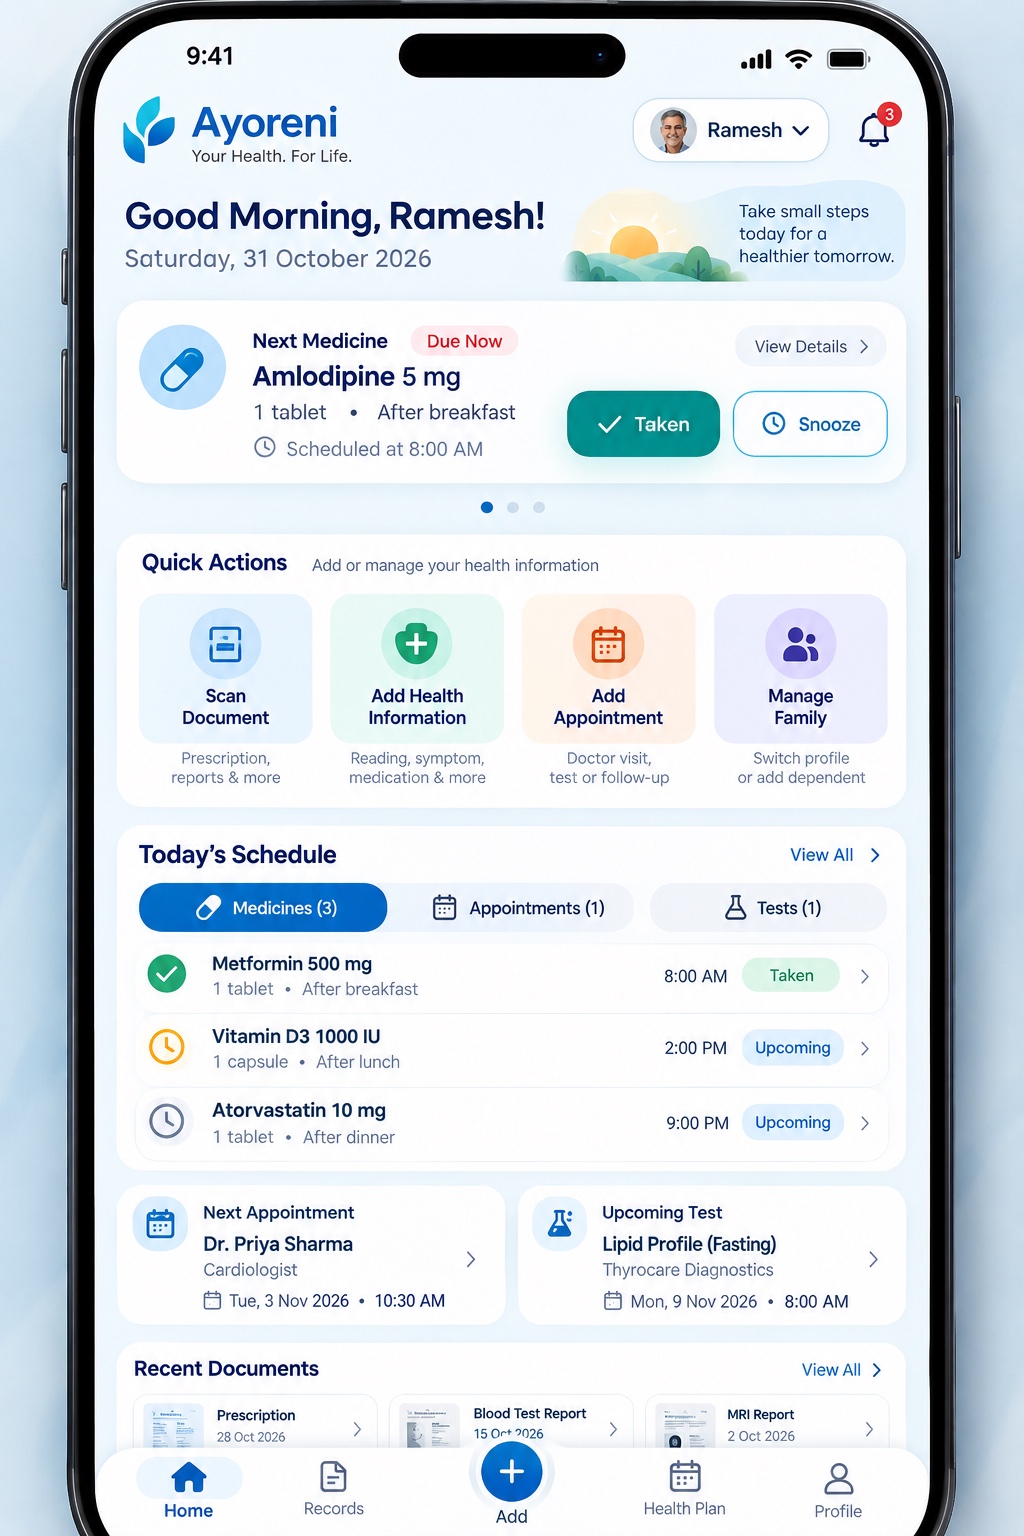 9:41
Ayoreni
Your Health. For Life.
Ramesh
3
Good Morning, Ramesh!
Saturday, 31 October 2026
Take small steps
today for a
healthier tomorrow.
Next Medicine
Due Now
View Details
Amlodipine 5 mg
1 tablet • After breakfast
Scheduled at 8:00 AM
Taken
Snooze
Quick Actions
Add or manage your health information
Scan
Document
Prescription,
reports & more
Add Health
Information
Reading, symptom,
medication & more
Add
Appointment
Doctor visit,
test or follow-up
Manage
Family
Switch profile
or add dependent
Today's Schedule
View All
Medicines (3)
Appointments (1)
Tests (1)
Metformin 500 mg
1 tablet • After breakfast
8:00 AM
Taken
Vitamin D3 1000 IU
1 capsule • After lunch
2:00 PM
Upcoming
Atorvastatin 10 mg
1 tablet • After dinner
9:00 PM
Upcoming
Next Appointment
Dr. Priya Sharma
Cardiologist
Tue, 3 Nov 2026 • 10:30 AM
Upcoming Test
Lipid Profile (Fasting)
Thyrocare Diagnostics
Mon, 9 Nov 2026 • 8:00 AM
Recent Documents
View All
Prescription
28 Oct 2026
Blood Test Report
15 Oct 2026
MRI Report
2 Oct 2026
Home
Records
Add
Health Plan
Profile